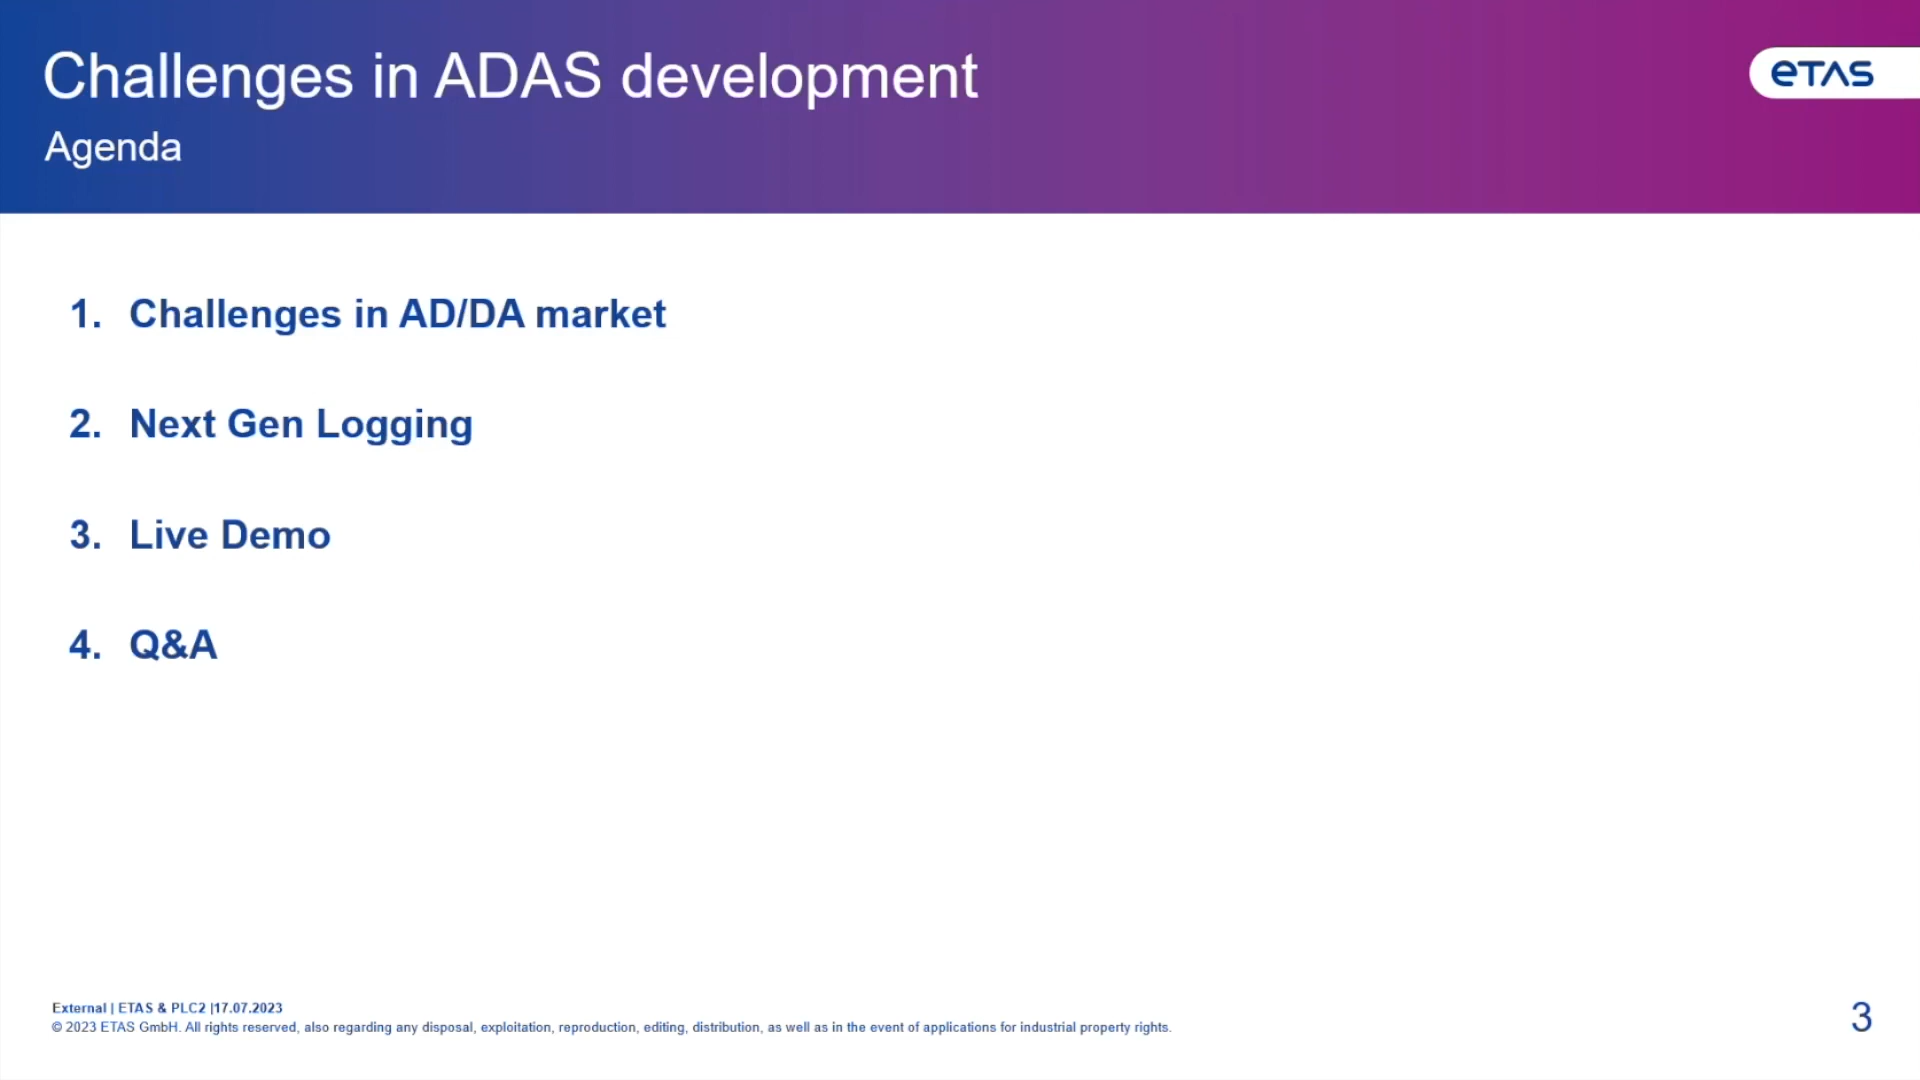 Challenges in ADAS development
Agenda
eTAS
1. Challenges in AD/DA market
2. Next Gen Logging
3. Live Demo
4. Q&A
External | ETAS & PLC2 |17.07.2023
© 2023 ETAS GmbH. All rights reserved, also regarding any disposal, exploitation, reproduction, editing, distribution, as well as in the event of applications for industrial property rights.
3